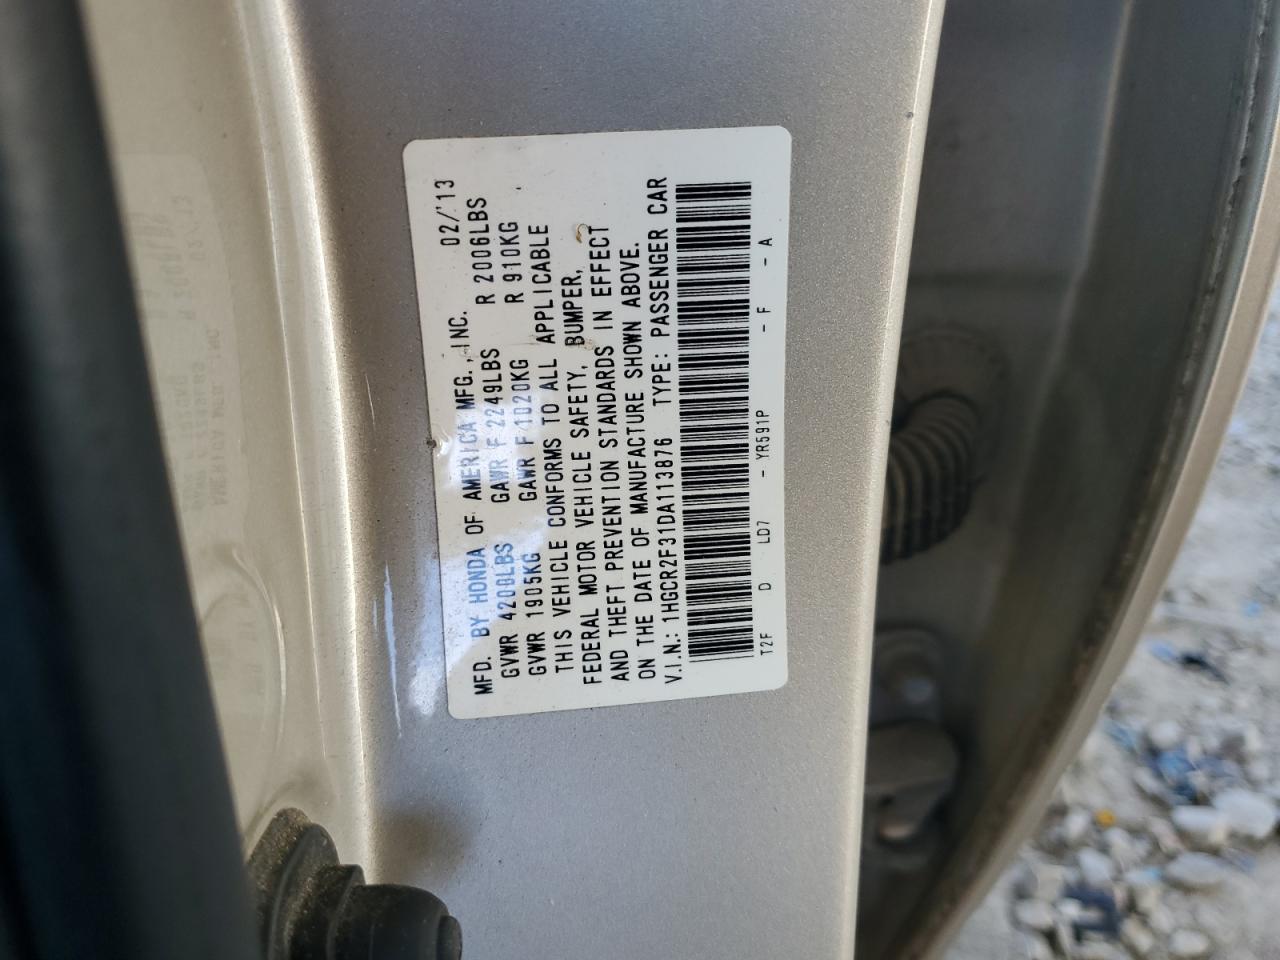 MFD. BY HONDA OF AMERICA MFG., INC. 02/'13
GVWR 4200LBS GAWR F 2249LBS R 2006LBS
GVWR 1905KG GAWR F 1020KG R 910KG
THIS VEHICLE CONFORMS TO ALL APPLICABLE
FEDERAL MOTOR VEHICLE SAFETY, BUMPER,
AND THEFT PREVENTION STANDARDS IN EFFECT
ON THE DATE OF MANUFACTURE SHOWN ABOVE.
V.I.N.: 1HGCR2F31DA113876 TYPE: PASSENGER CAR
T2F D LD7 - YR591P - F - A